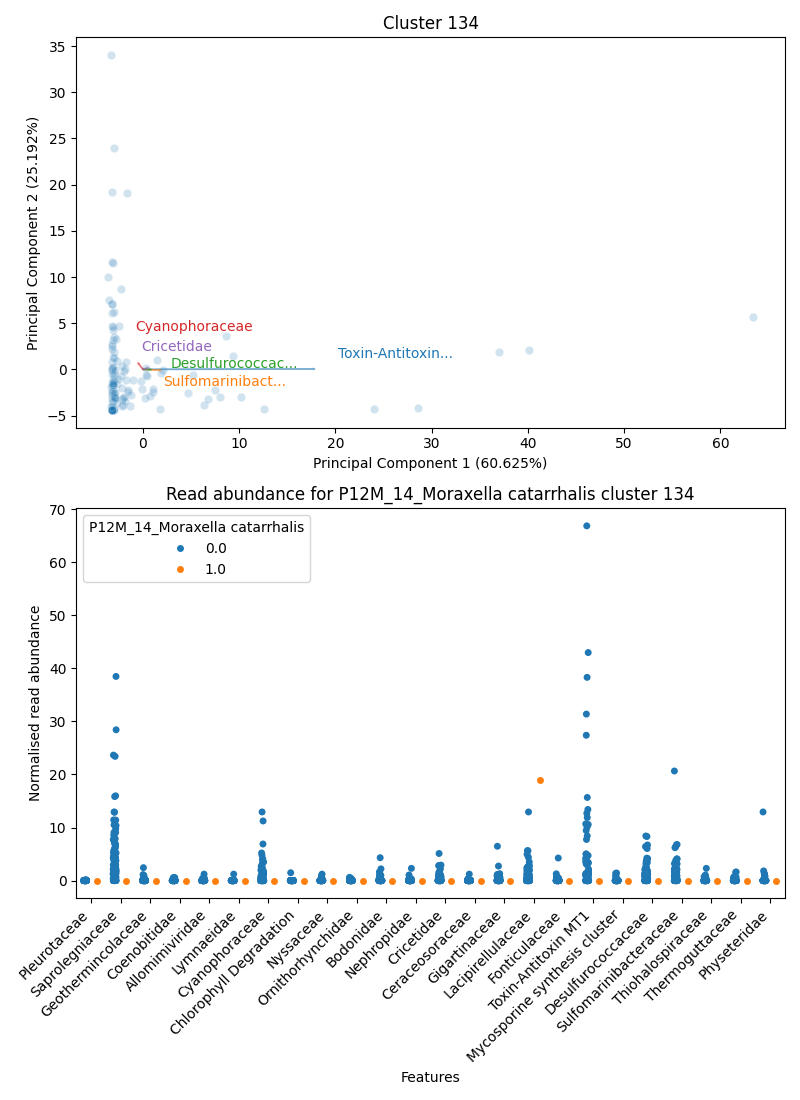 Cluster 134
35
30
25
20
15
10
5
0
−5
Principal Component 2 (25.192%)
Cyanophoraceae
Cricetidae
Toxin-Antitoxin...
Desulfurococcac...
Sulfomarinibact...
0
10
20
30
40
50
60
Principal Component 1 (60.625%)
Read abundance for P12M_14_Moraxella catarrhalis cluster 134
70
60
50
40
30
20
10
0
Normalised read abundance
P12M_14_Moraxella catarrhalis
0.0
1.0
Pleurotaceae
Saprolegniaceae
Geothermincolaceae
Coenobitidae
Allomimiviridae
Lymnaeidae
Cyanophoraceae
Chlorophyll Degradation
Nyssaceae
Ornithorhynchidae
Bodonidae
Nephropidae
Cricetidae
Ceraceosoraceae
Gigartinaceae
Lacipirellulaceae
Fonticulaceae
Toxin-Antitoxin MT1
Mycosporine synthesis cluster
Desulfurococcaceae
Sulfomarinibacteraceae
Thiohalospiraceae
Thermoguttaceae
Physeteridae
Features